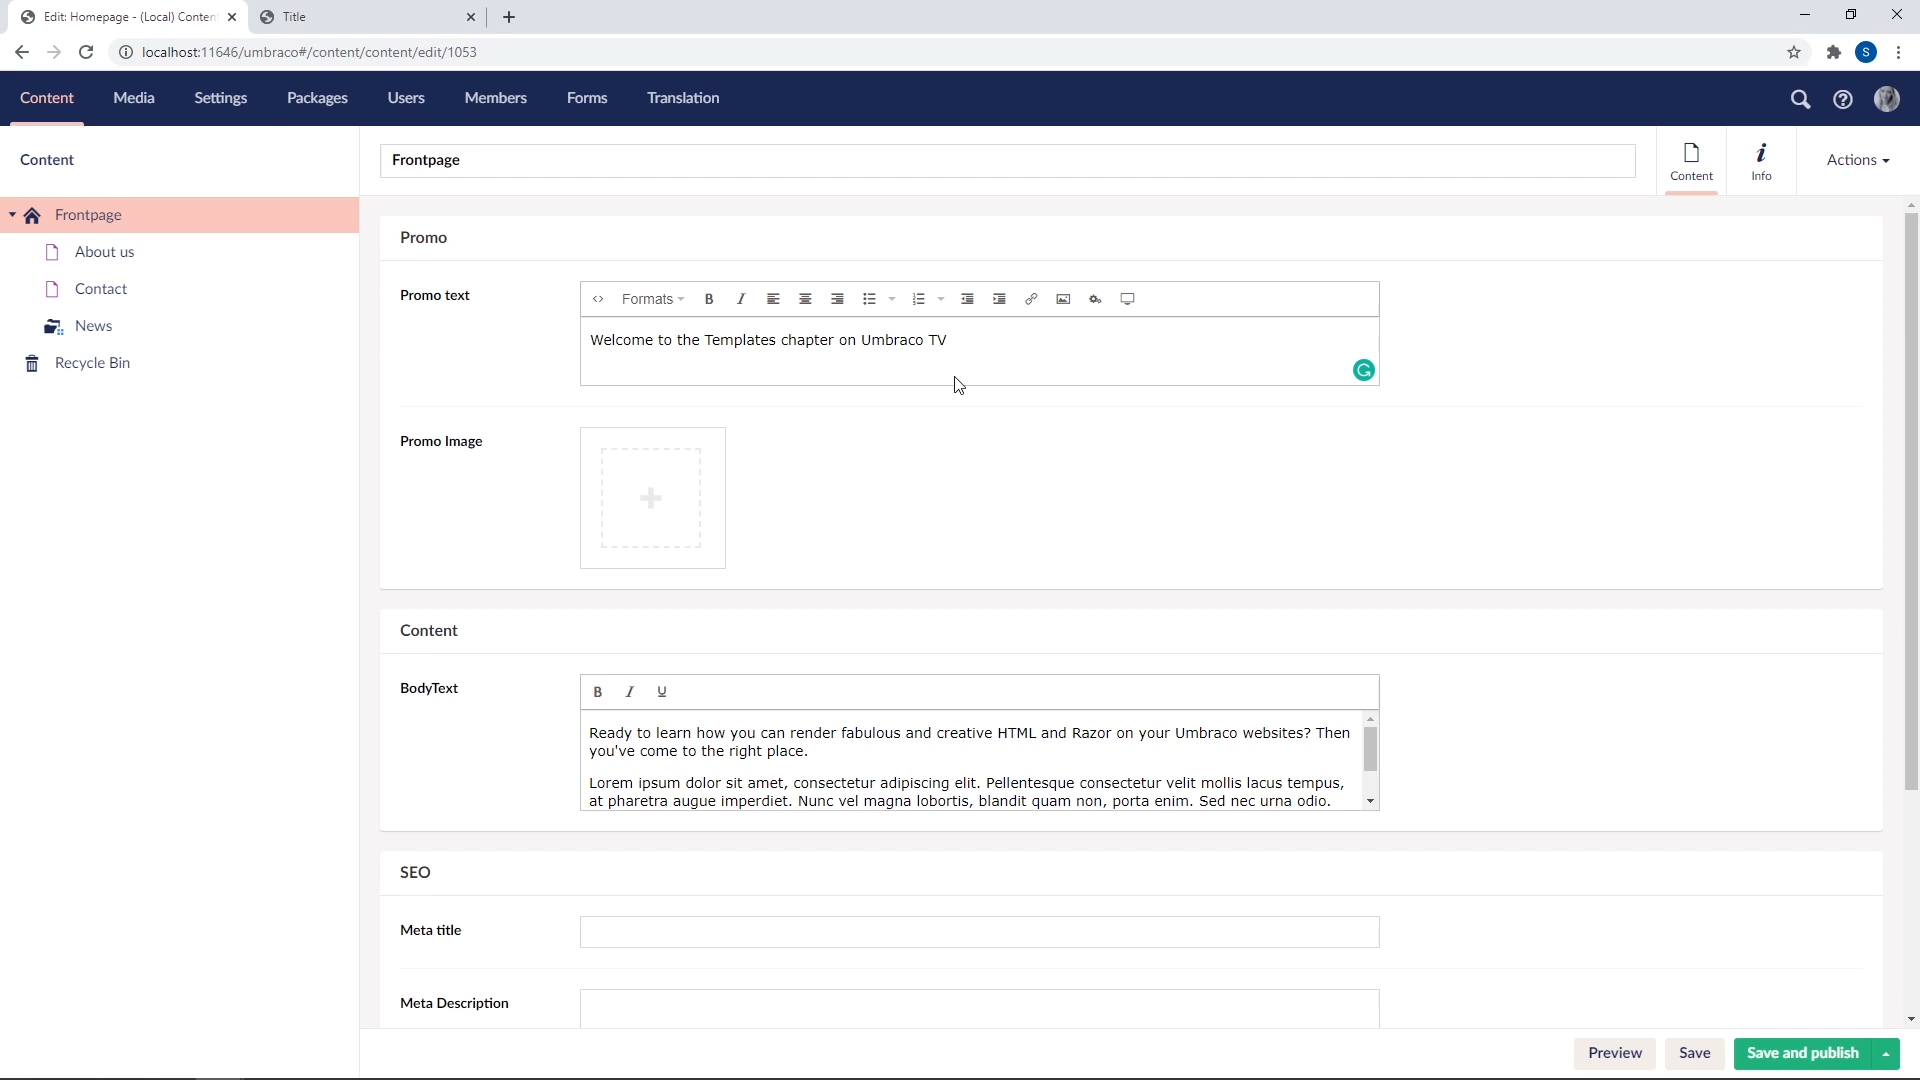 Edit: Homepage - (Local) Conten
Title
localhost:11646/umbraco#/content/content/edit/1053
S
Content
Media
Settings
Packages
Users
Members
Forms
Translation
Content
Frontpage
Content
Info
Actions
Frontpage
About us
Contact
News
Recycle Bin
Promo
Promo text
Formats
B
I
Welcome to the Templates chapter on Umbraco TV
G
Promo Image
Content
BodyText
B
I
U
Ready to learn how you can render fabulous and creative HTML and Razor on your Umbraco websites? Then
you've come to the right place.
Lorem ipsum dolor sit amet, consectetur adipiscing elit. Pellentesque consectetur velit mollis lacus tempus,
at pharetra augue imperdiet. Nunc vel magna lobortis, blandit quam non, porta enim. Sed nec urna odio.
SEO
Meta title
Meta Description
Preview
Save
Save and publish